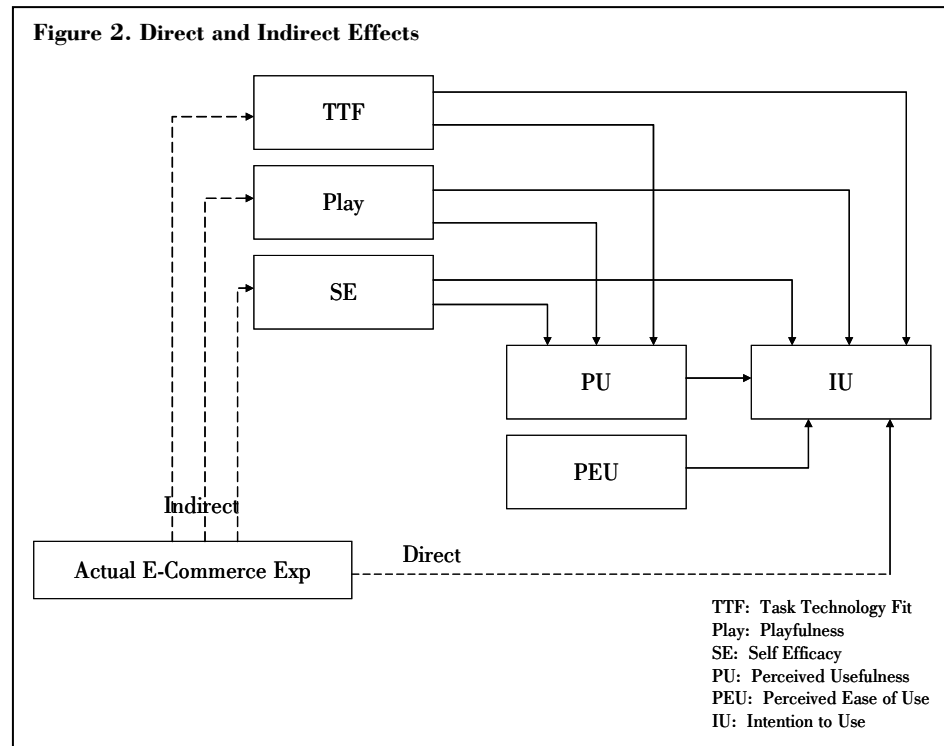 Figure 2. Direct and Indirect Effects
TTF
Play
SE
PU
IU
PEU
Indirect
Direct
Actual E-Commerce Exp
TTF: Task Technology Fit
Play: Playfulness
SE: Self Efficacy
PU: Perceived Usefulness
PEU: Perceived Ease of Use
IU: Intention to Use